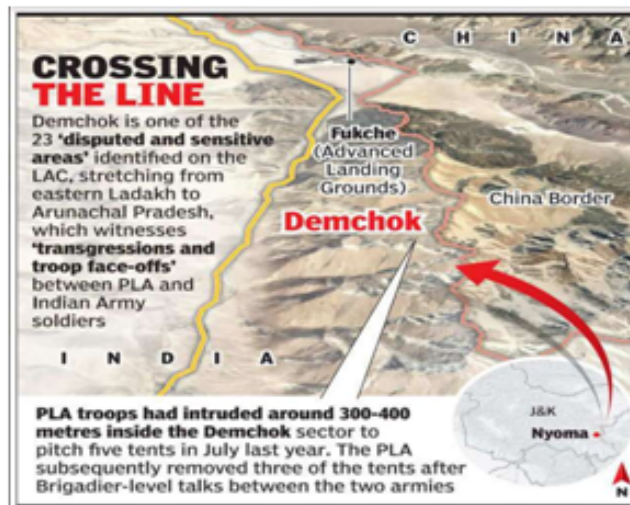 CHINA
CROSSING
THE LINE
Demchok is one of the
23 ‘disputed and sensitive
areas’ identified on the
LAC, stretching from
eastern Ladakh to
Arunachal Pradesh,
which witnesses
‘transgressions and
troop face-offs’
between PLA and
Indian Army
soldiers
Fukche
(Advanced
Landing
Grounds)
Demchok
China Border
INDIA
PLA troops had intruded around 300-400
metres inside the Demchok sector to
pitch five tents in July last year. The PLA
subsequently removed three of the tents after
Brigadier-level talks between the two armies
J&K
Nyoma
N